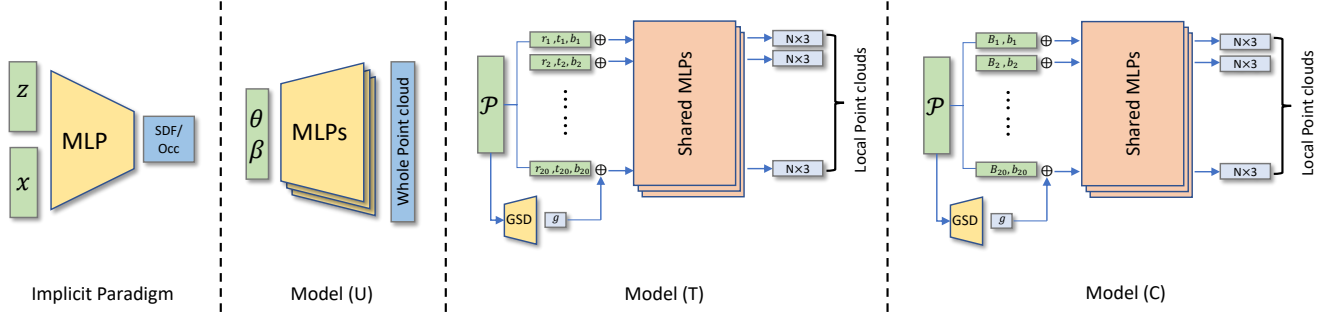 z
x
MLP
SDF/
Occ
Implicit Paradigm
θ
β
MLPs
Whole Point cloud
Model (U)
𝒫
r₁ ,t₁, b₁ ⊕
r₂ ,t₂, b₂ ⊕
......
r₂₀ ,t₂₀, b₂₀ ⊕
GSD
g
Shared MLPs
N×3
N×3
N×3
Local Point clouds
Model (T)
𝒫
B₁ , b₁ ⊕
B₂ , b₂ ⊕
......
B₂₀, b₂₀ ⊕
GSD
g
Shared MLPs
N×3
N×3
N×3
Local Point clouds
Model (C)